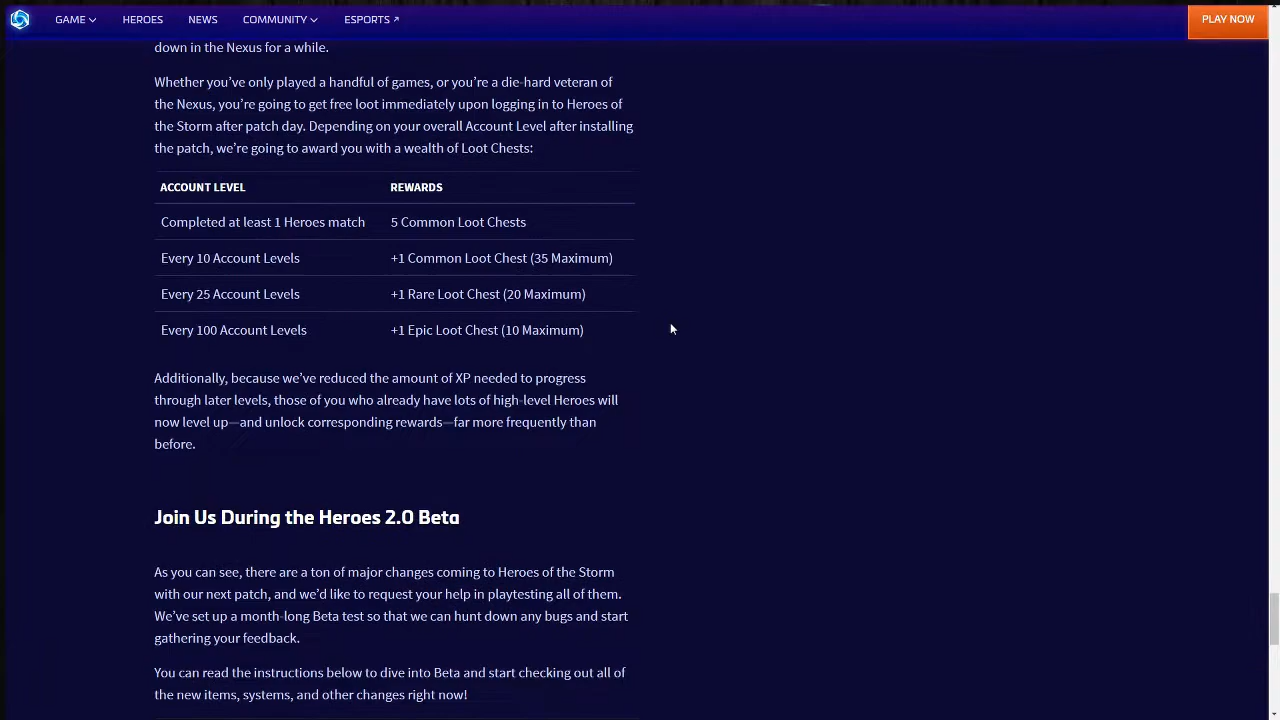 GAME HEROES NEWS COMMUNITY ESPORTS PLAY NOW
down in the Nexus for a while.
Whether you’ve only played a handful of games, or you’re a die-hard veteran of
the Nexus, you’re going to get free loot immediately upon logging in to Heroes of
the Storm after patch day. Depending on your overall Account Level after installing
the patch, we’re going to award you with a wealth of Loot Chests:
ACCOUNT LEVEL REWARDS
Completed at least 1 Heroes match 5 Common Loot Chests
Every 10 Account Levels +1 Common Loot Chest (35 Maximum)
Every 25 Account Levels +1 Rare Loot Chest (20 Maximum)
Every 100 Account Levels +1 Epic Loot Chest (10 Maximum)
Additionally, because we’ve reduced the amount of XP needed to progress
through later levels, those of you who already have lots of high-level Heroes will
now level up—and unlock corresponding rewards—far more frequently than
before.
Join Us During the Heroes 2.0 Beta
As you can see, there are a ton of major changes coming to Heroes of the Storm
with our next patch, and we’d like to request your help in playtesting all of them.
We’ve set up a month-long Beta test so that we can hunt down any bugs and start
gathering your feedback.
You can read the instructions below to dive into Beta and start checking out all of
the new items, systems, and other changes right now!